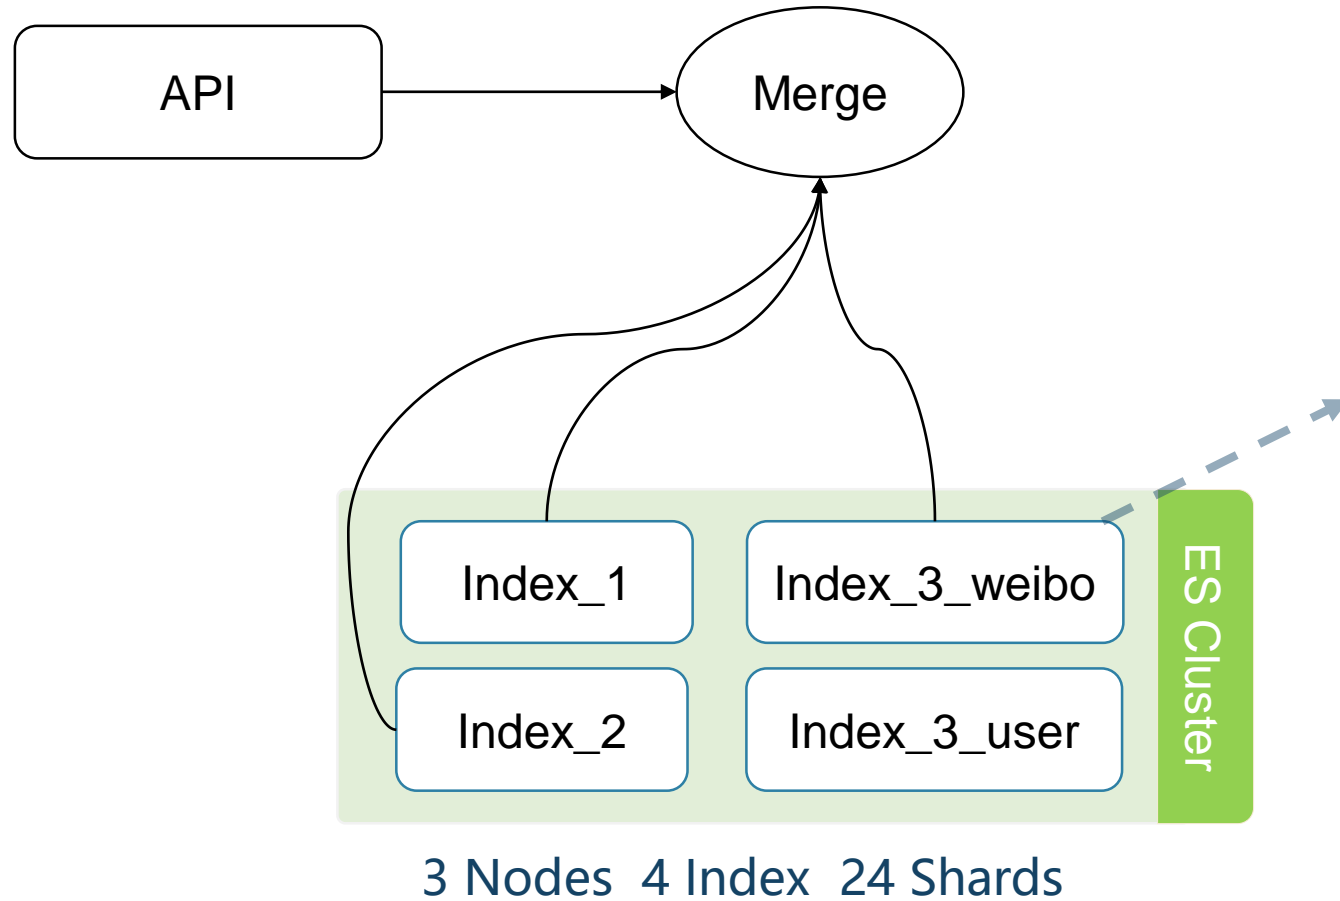 API
Merge
Index_1
Index_3_weibo
Index_2
Index_3_user
ES Cluster
3 Nodes 4 Index 24 Shards